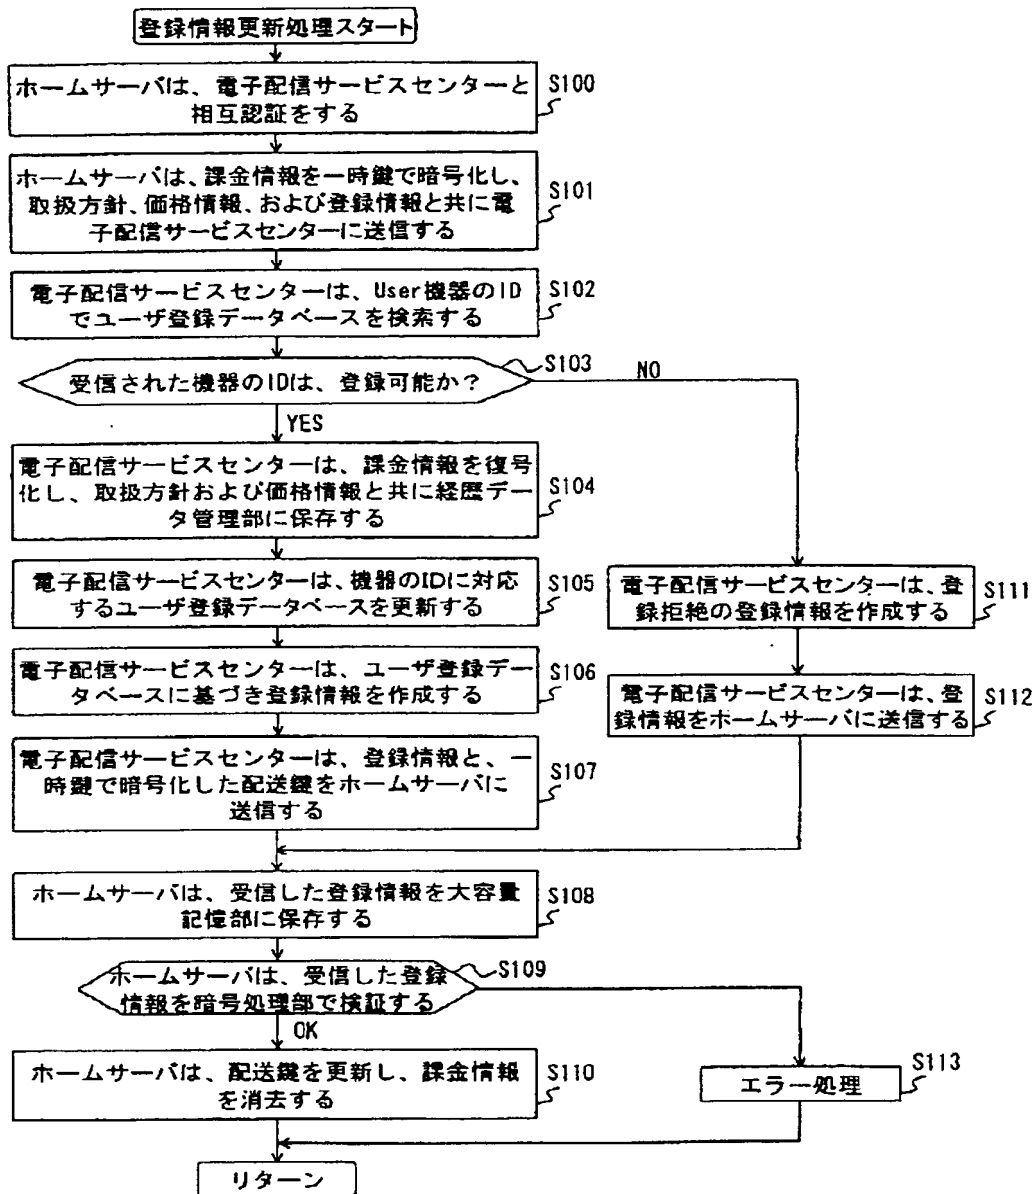 登録情報更新処理スタート
ホームサーバは、電子配信サービスセンターと
相互認証をする
S100
ホームサーバは、課金情報を一時鍵で暗号化し、
取扱方針、価格情報、および登録情報と共に電
子配信サービスセンターに送信する
S101
電子配信サービスセンターは、User機器のID
でユーザ登録データベースを検索する
S102
受信された機器のIDは、登録可能か?
S103
NO
YES
電子配信サービスセンターは、課金情報を復号
化し、取扱方針および価格情報と共に経歴デー
タ管理部に保存する
S104
電子配信サービスセンターは、機器のIDに対応
するユーザ登録データベースを更新する
S105
電子配信サービスセンターは、登
録拒絶の登録情報を作成する
S111
電子配信サービスセンターは、ユーザ登録デー
タベースに基づき登録情報を作成する
S106
電子配信サービスセンターは、登
録情報をホームサーバに送信する
S112
電子配信サービスセンターは、登録情報と、一
時鍵で暗号化した配送鍵をホームサーバに
送信する
S107
ホームサーバは、受信した登録情報を大容量
記憶部に保存する
S108
ホームサーバは、受信した登録
情報を暗号処理部で検証する
S109
OK
ホームサーバは、配送鍵を更新し、課金情報
を消去する
S110
エラー処理
S113
リターン